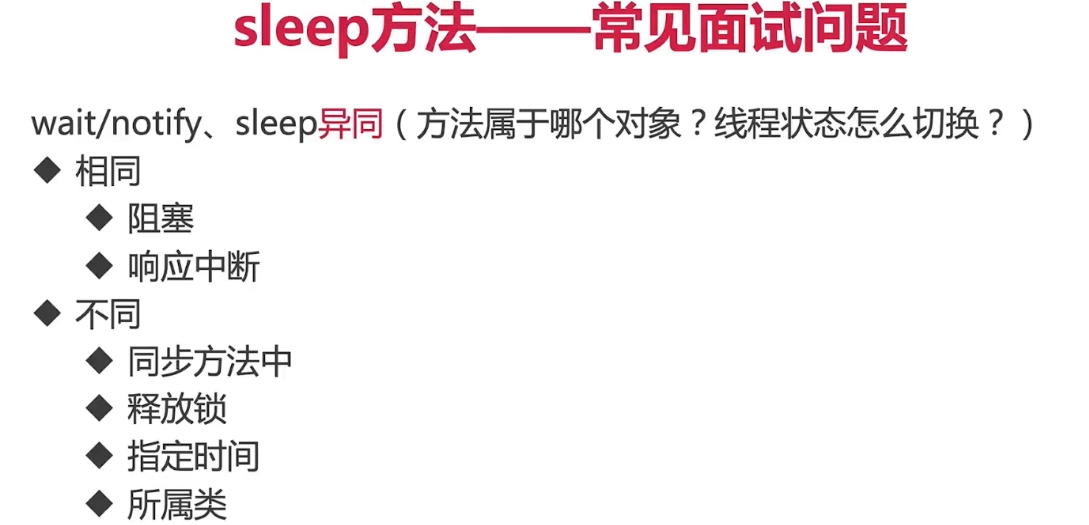 sleep方法——常见面试问题
wait/notify、sleep异同（方法属于哪个对象？线程状态怎么切换？）
◆ 相同
◆ 阻塞
◆ 响应中断
◆ 不同
◆ 同步方法中
◆ 释放锁
◆ 指定时间
◆ 所属类